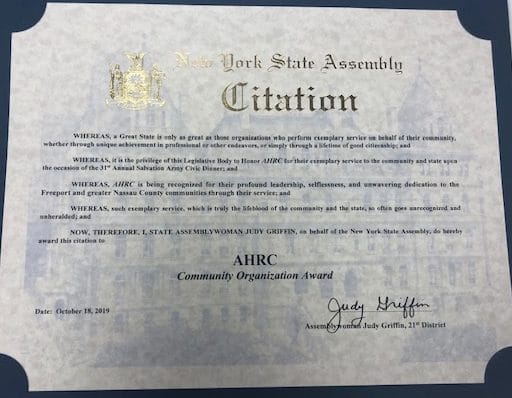 New York State Assembly
Citation
WHEREAS, a Great State is only as great as those organizations who perform exemplary service on behalf of their community,
whether through unique achievement in professional or other endeavors, or simply through a lifetime of good citizenship; and
WHEREAS, it is the privilege of this Legislative Body to Honor AHRC for their exemplary service to the community and state upon
the occasion of the 31st Annual Salvation Army Civic Dinner; and
WHEREAS, AHRC is being recognized for their profound leadership, selflessness, and unwavering dedication to the
Freeport and greater Nassau County communities through their service; and
WHEREAS, such exemplary service, which is truly the lifeblood of the community and the state, so often goes unrecognized and
unheralded; and
NOW, THEREFORE, I, STATE ASSEMBLYWOMAN JUDY GRIFFIN, on behalf of the New York State Assembly, do hereby
award this citation to
AHRC
Community Organization Award
Judy Griffin
Date: October 18, 2019
Assemblywoman Judy Griffin, 21st District